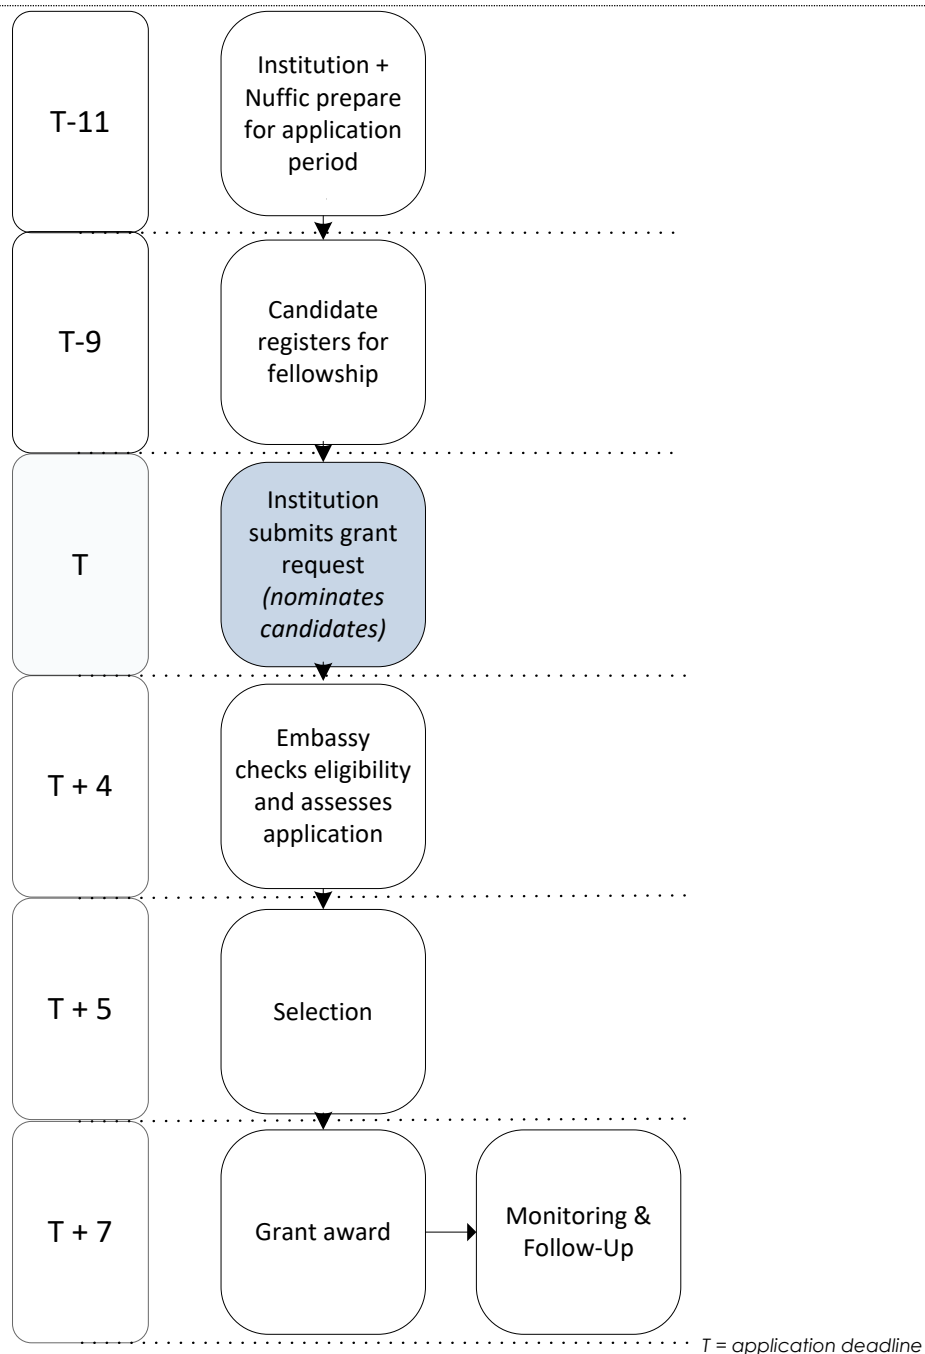 T-11
Institution +
Nuffic prepare
for application
period
T-9
Candidate
registers for
fellowship
T
Institution
submits grant
request
(nominates
candidates)
T + 4
Embassy
checks eligibility
and assesses
application
T + 5
Selection
T + 7
Grant award
Monitoring &
Follow-Up
T = application deadline